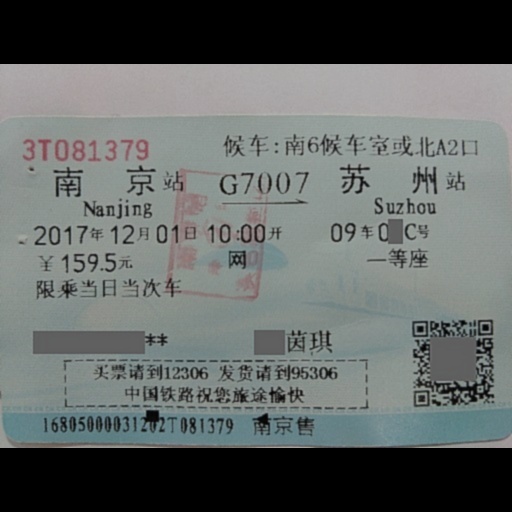 3T081379
候车:南6候车室或北A2口
南京站 G7007 苏州站
Nanjing Suzhou
2017年12月01日10:00开 09车0 C号
￥159.5元 网 一等座
限乘当日当次车
** 茵琪
买票请到12306 发货请到95306
中国铁路祝您旅途愉快
16805000031202T081379 南京售